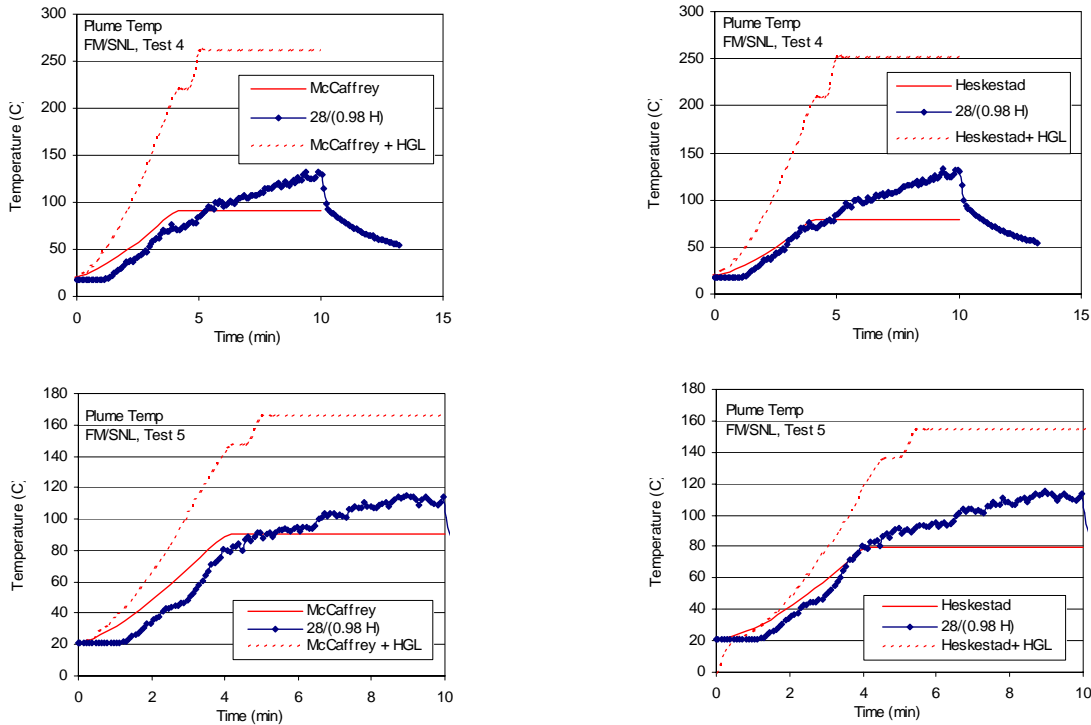 Plume Temp
FM/SNL, Test 4
McCaffrey
28/(0.98 H)
McCaffrey + HGL
Temperature (C)
300
250
200
150
100
50
0
0 5 10 15
Time (min)
Plume Temp
FM/SNL, Test 4
Heskestad
28/(0.98 H)
Heskestad+ HGL
Temperature (C)
300
250
200
150
100
50
0
0 5 10 15
Time (min)
Plume Temp
FM/SNL, Test 5
McCaffrey
28/(0.98 H)
McCaffrey + HGL
Temperature (C)
180
160
140
120
100
80
60
40
20
0
0 2 4 6 8 10
Time (min)
Plume Temp
FM/SNL, Test 5
Heskestad
28/(0.98 H)
Heskestad+ HGL
Temperature (C)
180
160
140
120
100
80
60
40
20
0
0 2 4 6 8 10
Time (min)